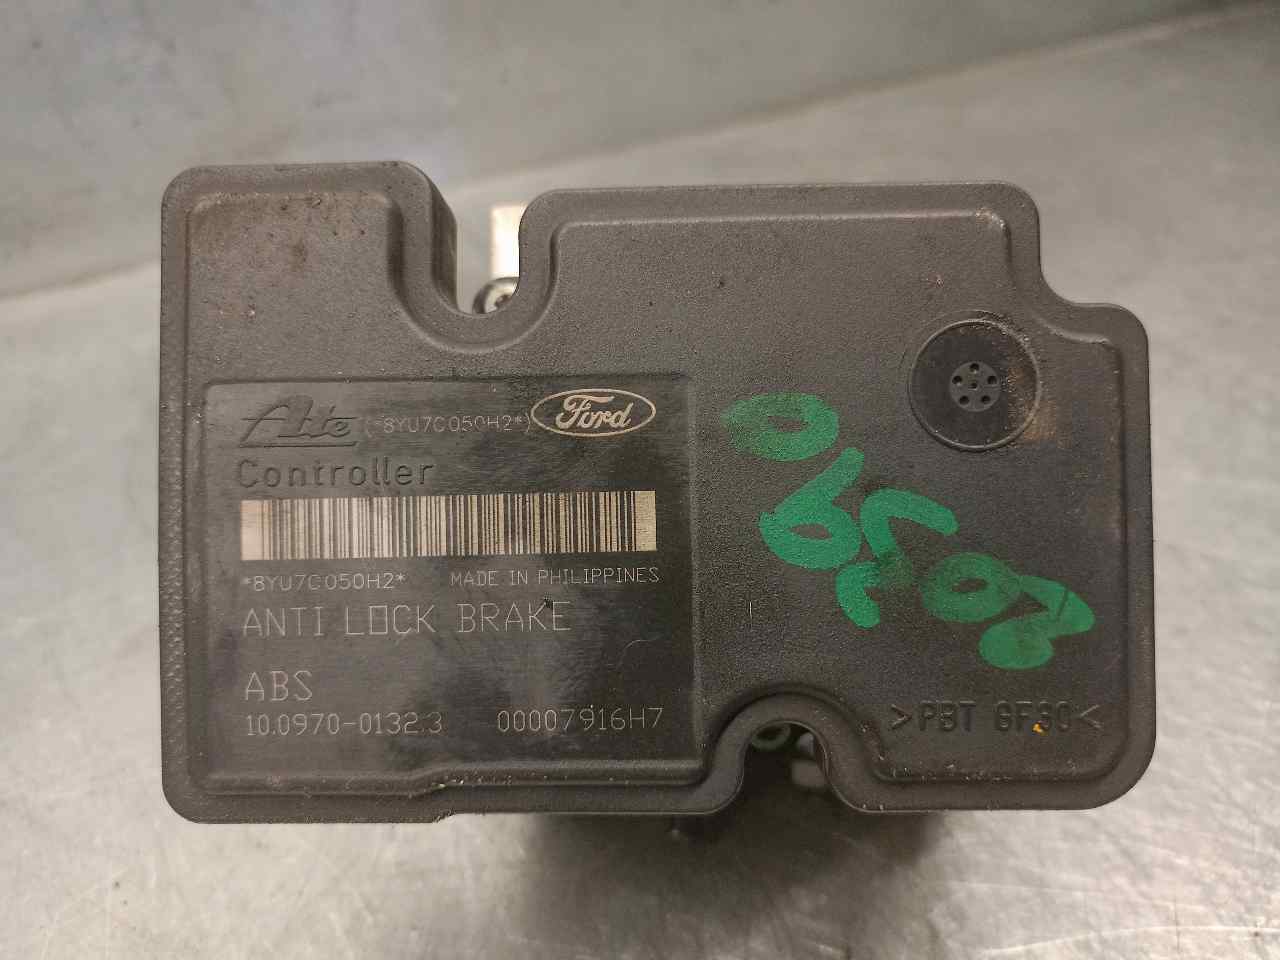 Ate (*8YU7C050H2*) Ford
Controller
*8YU7C050H2* MADE IN PHILIPPINES
ANTI LOCK BRAKE
ABS
10.0970-0132.3 00007916H7
>PBT GF30<